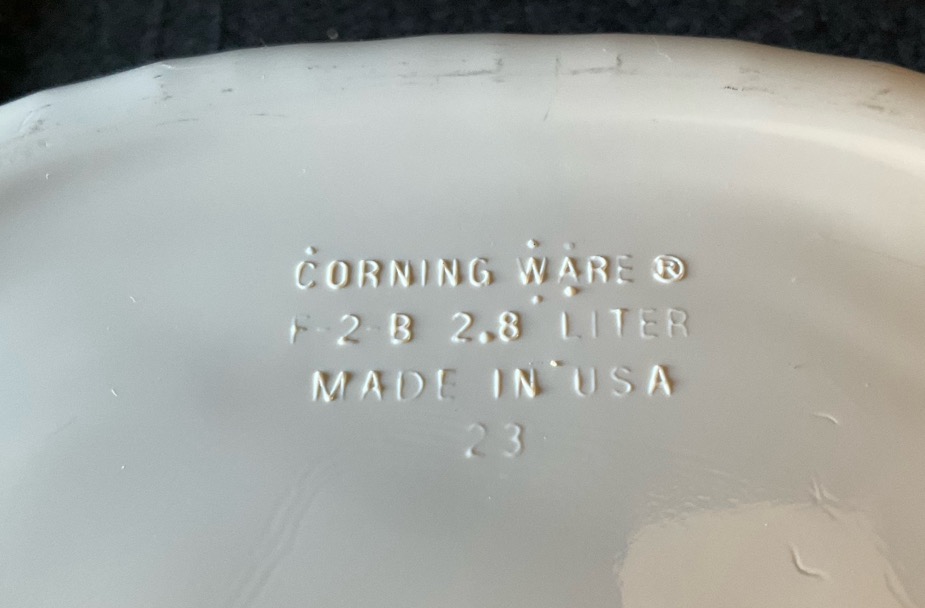 CORNING WARE ®
F-2-B 2.8 LITER
MADE IN USA
23